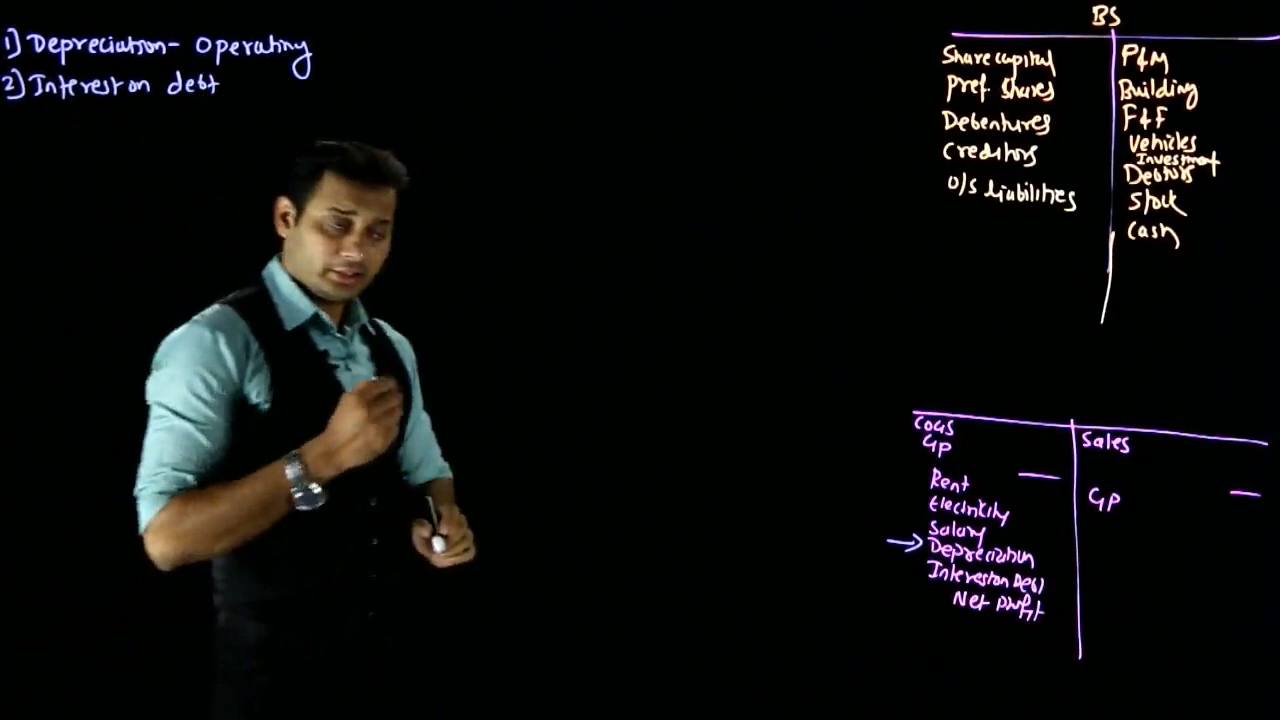 1) Depreciation- Operating
2) Interest on debt
BS
Share capital
Pref. Shares
Debentures
Creditors
O/s Liabilities
P&M
Building
F&F
Vehicles
Investment
Debtors
Stock
Cash
COGS
GP
Rent
Electricity
Salary
Depreciation
Interest on Debt
Net Profit
Sales
GP